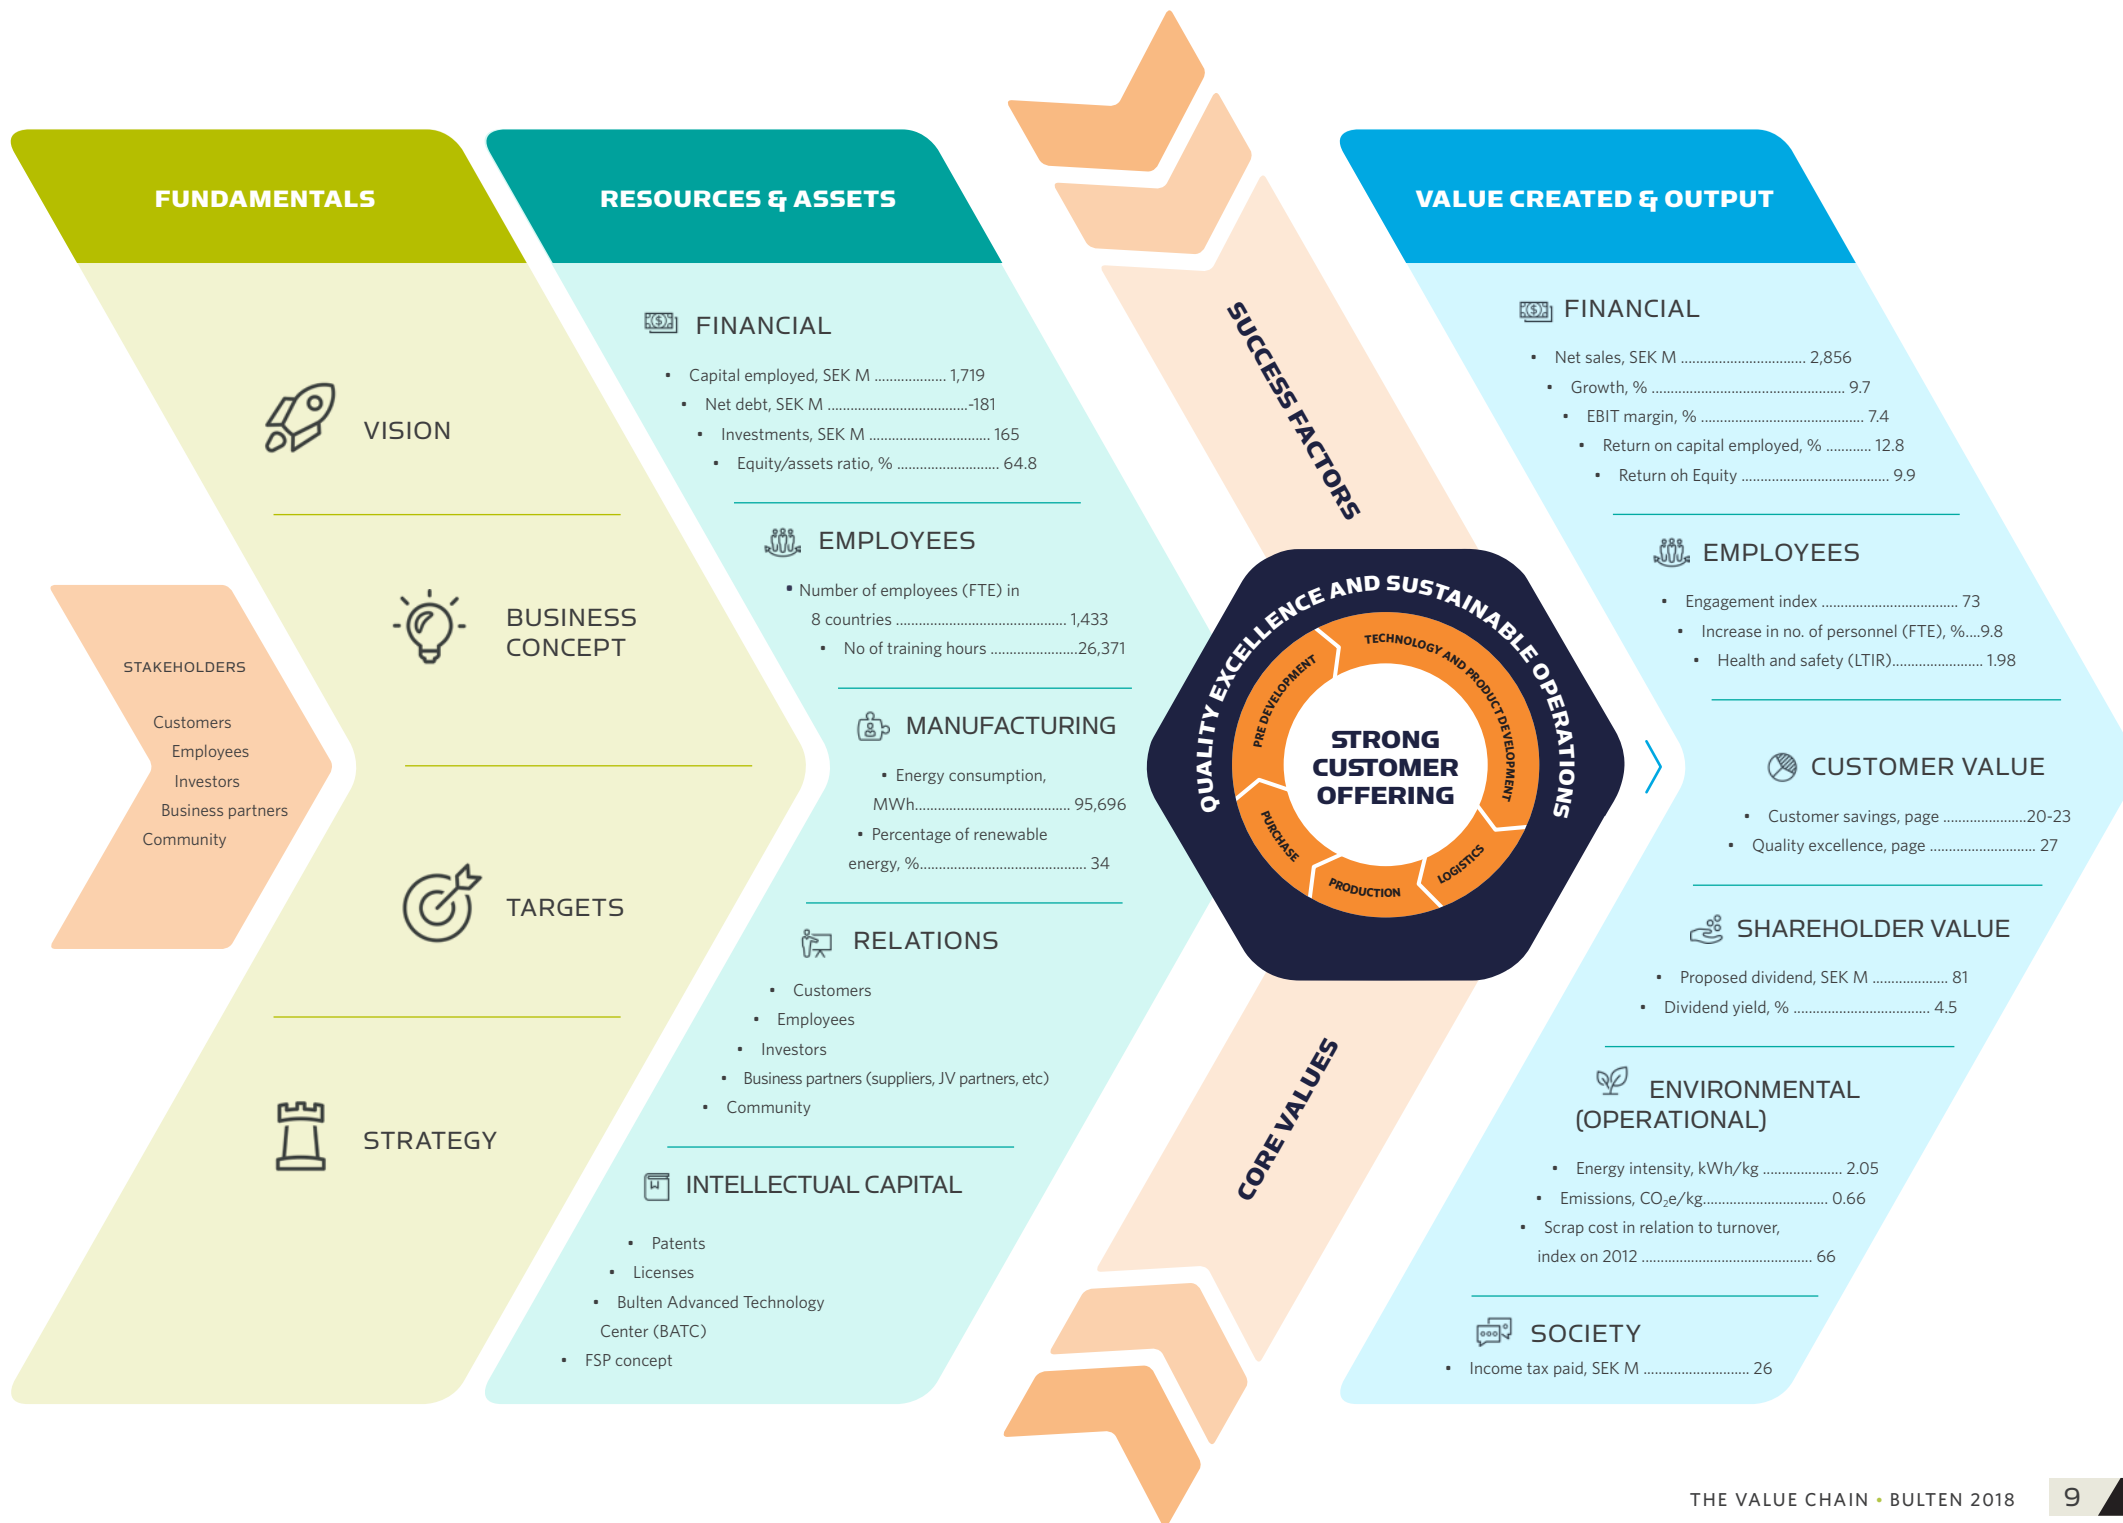 FUNDAMENTALS
STAKEHOLDERS
Customers
Employees
Investors
Business partners
Community
VISION
BUSINESS
CONCEPT
TARGETS
STRATEGY
RESOURCES & ASSETS
FINANCIAL
• Capital employed, SEK M ................... 1,719
• Net debt, SEK M .....................................-181
• Investments, SEK M ................................ 165
• Equity/assets ratio, % ........................... 64.8
EMPLOYEES
• Number of employees (FTE) in
8 countries ............................................. 1,433
• No of training hours .......................26,371
MANUFACTURING
• Energy consumption,
MWh......................................... 95,696
• Percentage of renewable
energy, %............................................ 34
RELATIONS
• Customers
• Employees
• Investors
• Business partners (suppliers, JV partners, etc)
• Community
INTELLECTUAL CAPITAL
• Patents
• Licenses
• Bulten Advanced Technology
Center (BATC)
• FSP concept
SUCCESS FACTORS
QUALITY EXCELLENCE AND SUSTAINABLE OPERATIONS
PRE DEVELOPMENT
TECHNOLOGY AND PRODUCT DEVELOPMENT
LOGISTICS
PRODUCTION
PURCHASE
STRONG
CUSTOMER
OFFERING
CORE VALUES
VALUE CREATED & OUTPUT
FINANCIAL
• Net sales, SEK M ................................. 2,856
• Growth, % ................................................... 9.7
• EBIT margin, % ........................................... 7.4
• Return on capital employed, % ............ 12.8
• Return oh Equity ....................................... 9.9
EMPLOYEES
• Engagement index .................................... 73
• Increase in no. of personnel (FTE), %....9.8
• Health and safety (LTIR)........................ 1.98
CUSTOMER VALUE
• Customer savings, page ......................20-23
• Quality excellence, page ............................ 27
SHAREHOLDER VALUE
• Proposed dividend, SEK M .................... 81
• Dividend yield, % .................................... 4.5
ENVIRONMENTAL
(OPERATIONAL)
• Energy intensity, kWh/kg ..................... 2.05
• Emissions, CO₂e/kg................................. 0.66
• Scrap cost in relation to turnover,
index on 2012 ............................................. 66
SOCIETY
• Income tax paid, SEK M ............................ 26
THE VALUE CHAIN • BULTEN 2018 9